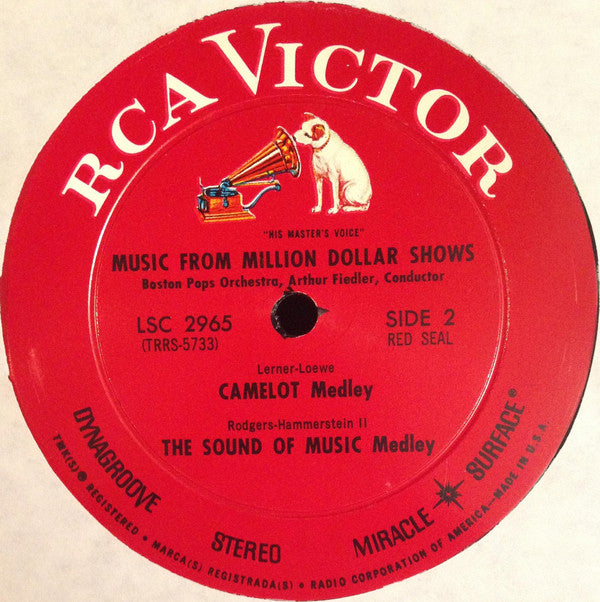 RCA VICTOR
"HIS MASTER'S VOICE"
MUSIC FROM MILLION DOLLAR SHOWS
Boston Pops Orchestra, Arthur Fiedler, Conductor
LSC 2965
(TRRS-5733)
SIDE 2
RED SEAL
Lerner-Loewe
CAMELOT Medley
Rodgers-Hammerstein II
THE SOUND OF MUSIC Medley
DYNAGROOVE STEREO MIRACLE SURFACE®
TMK(S)® REGISTERED • MARCA(S) REGISTRADA(S) • RADIO CORPORATION OF AMERICA—MADE IN U.S.A.